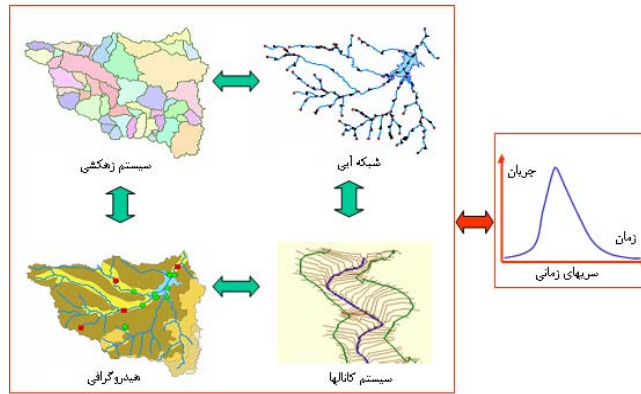 سیستم زهکشی
شبکه آبی
جریان
زمان
سریهای زمانی
هیدروگرافی
سیستم کانالها